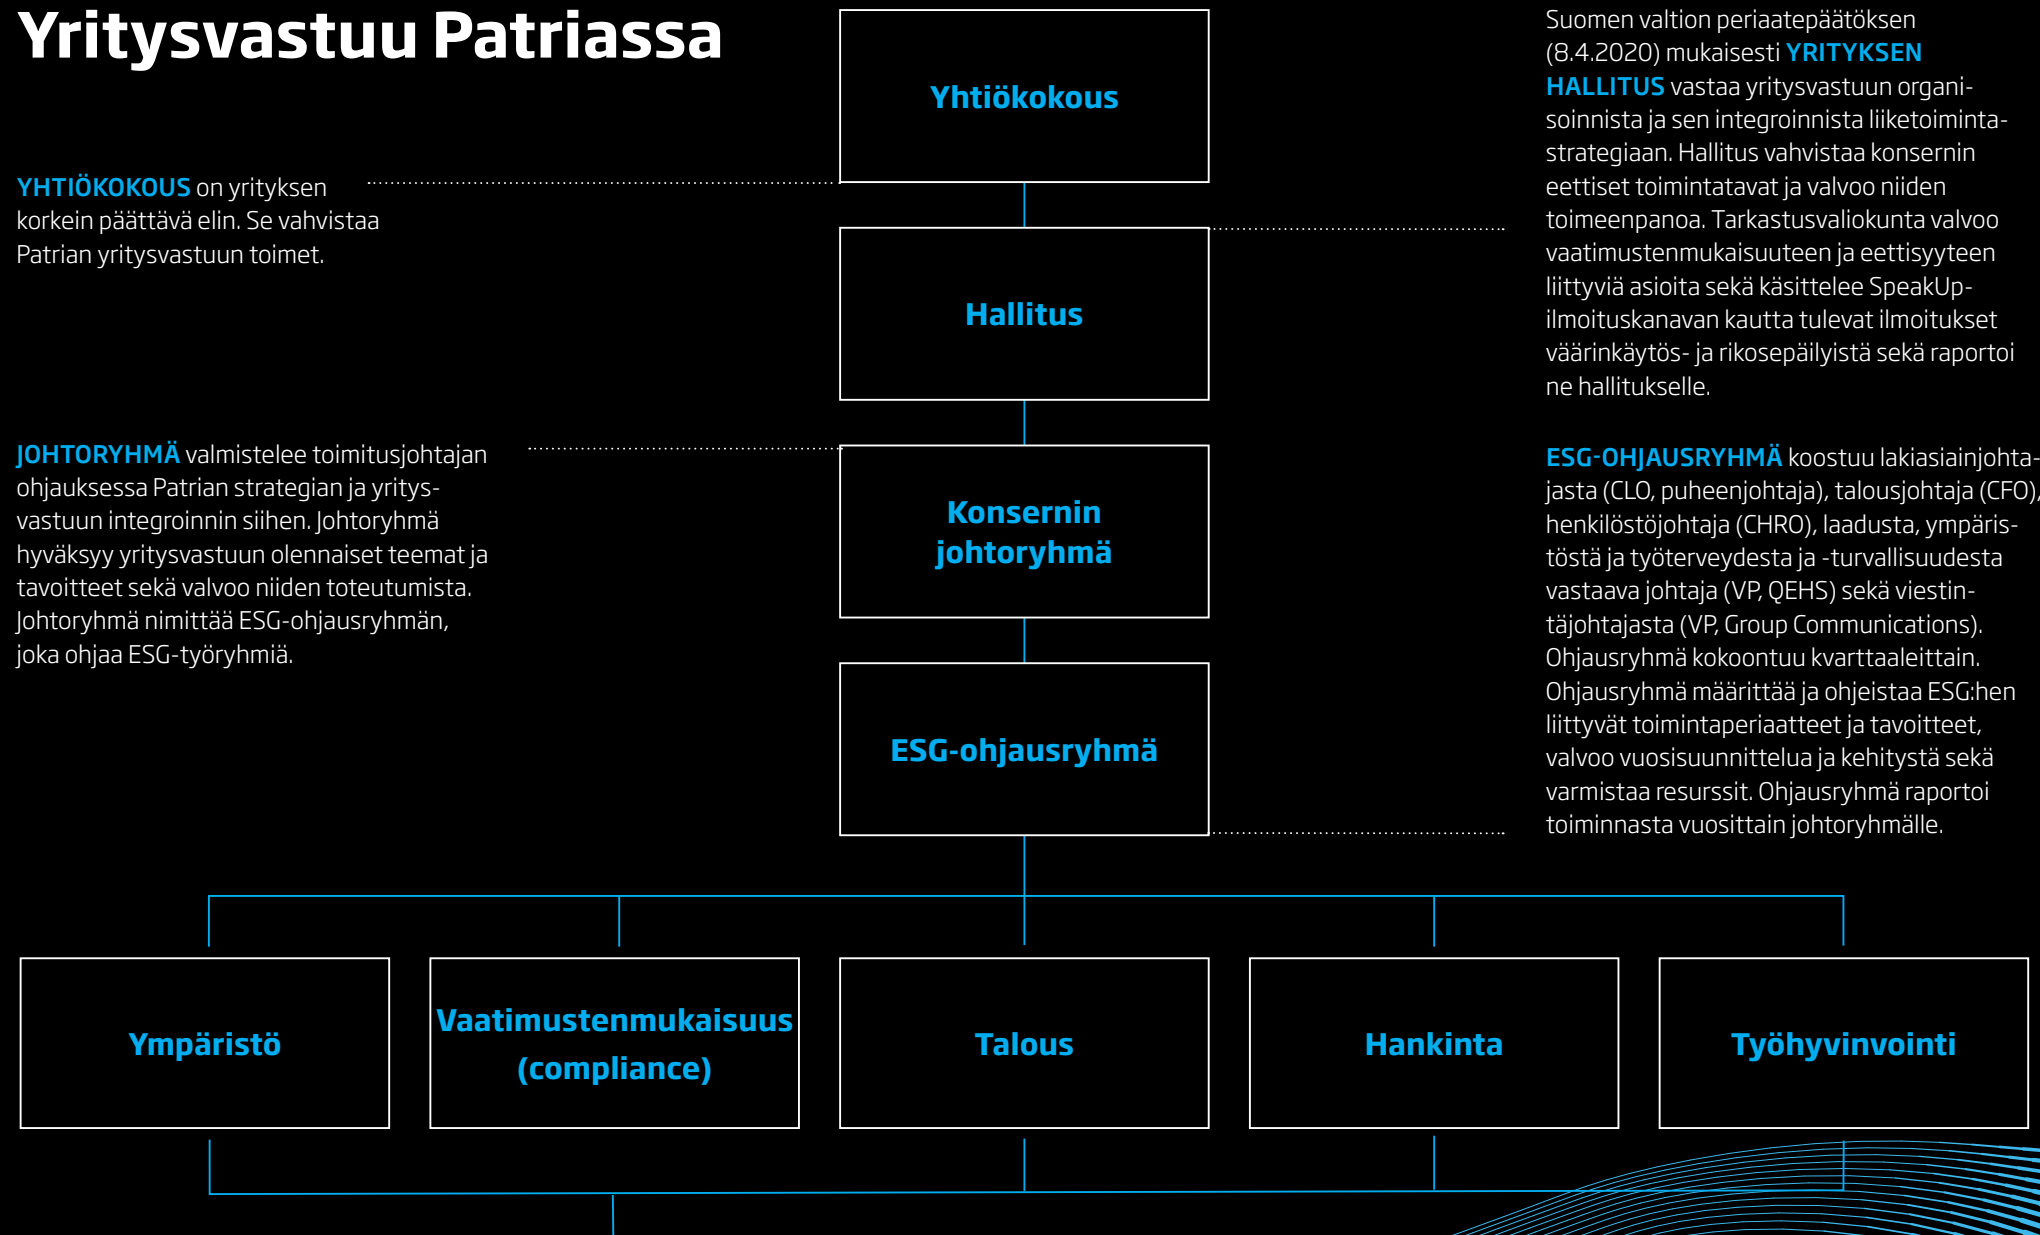 Yritysvastuu Patriassa
YHTIÖKOKOUS on yrityksen
korkein päättävä elin. Se vahvistaa
Patrian yritysvastuun toimet.
JOHTORYHMÄ valmistelee toimitusjohtajan
ohjauksessa Patrian strategian ja yritys-
vastuun integroinnin siihen. Johtoryhmä
hyväksyy yritysvastuun olennaiset teemat ja
tavoitteet sekä valvoo niiden toteutumista.
Johtoryhmä nimittää ESG-ohjausryhmän,
joka ohjaa ESG-työryhmiä.
Yhtiökokous
Hallitus
Konsernin
johtoryhmä
ESG-ohjausryhmä
Suomen valtion periaatepäätöksen
(8.4.2020) mukaisesti YRITYKSEN
HALLITUS vastaa yritysvastuun organi-
soinnista ja sen integroinnista liiketoiminta-
strategiaan. Hallitus vahvistaa konsernin
eettiset toimintatavat ja valvoo niiden
toimeenpanoa. Tarkastusvaliokunta valvoo
vaatimustenmukaisuuteen ja eettisyyteen
liittyviä asioita sekä käsittelee SpeakUp-
ilmoituskanavan kautta tulevat ilmoitukset
väärinkäytös- ja rikosepäilyistä sekä raportoi
ne hallitukselle.
ESG-OHJAUSRYHMÄ koostuu lakiasiainjohta-
jasta (CLO, puheenjohtaja), talousjohtaja (CFO),
henkilöstöjohtaja (CHRO), laadusta, ympäris-
töstä ja työterveydesta ja -turvallisuudesta
vastaava johtaja (VP, QEHS) sekä viestin-
täjohtajasta (VP, Group Communications).
Ohjausryhmä kokoontuu kvarttaaleittain.
Ohjausryhmä määrittää ja ohjeistaa ESG:hen
liittyvät toimintaperiaatteet ja tavoitteet,
valvoo vuosisuunnittelua ja kehitystä sekä
varmistaa resurssit. Ohjausryhmä raportoi
toiminnasta vuosittain johtoryhmälle.
Ympäristö
Vaatimustenmukaisuus
(compliance)
Talous
Hankinta
Työhyvinvointi